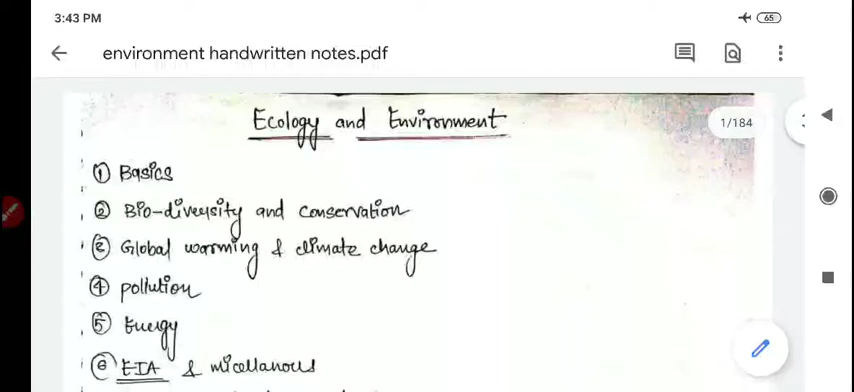 3:43 PM
65
environment handwritten notes.pdf
Ecology and Environment
1/184
① Basics
② Bio-diversity and conservation
③ Global warming & climate change
④ pollution
⑤ Energy
⑥ EIA & micellanous